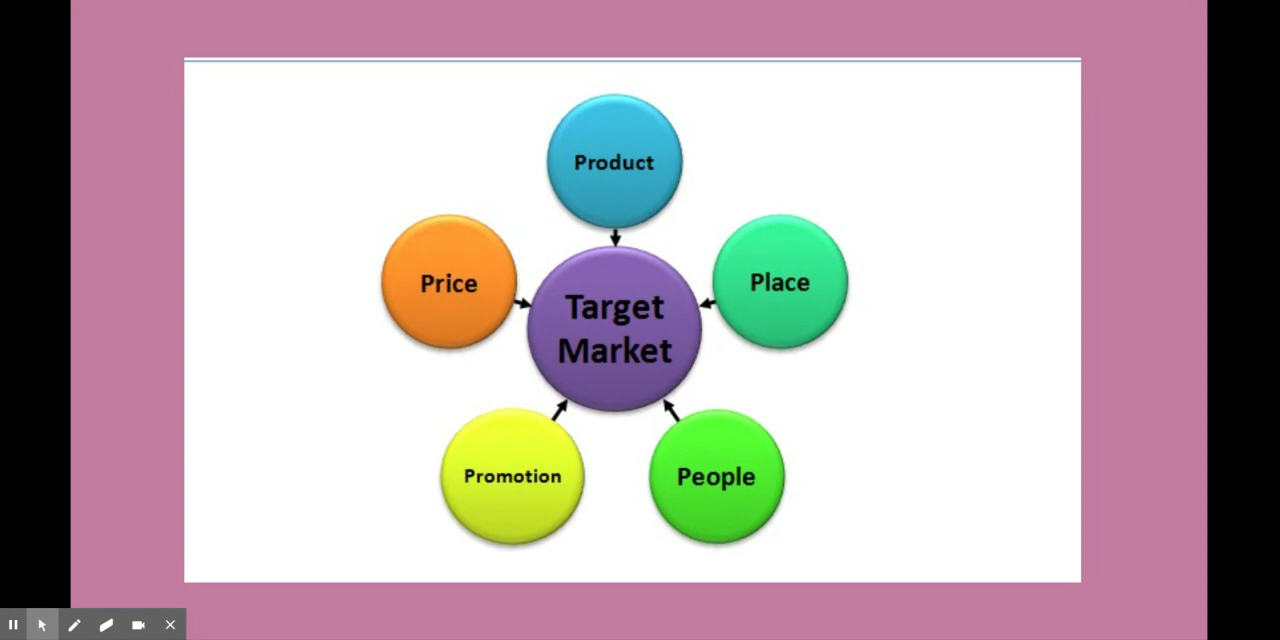 Product
Price
Place
Target
Market
Promotion
People